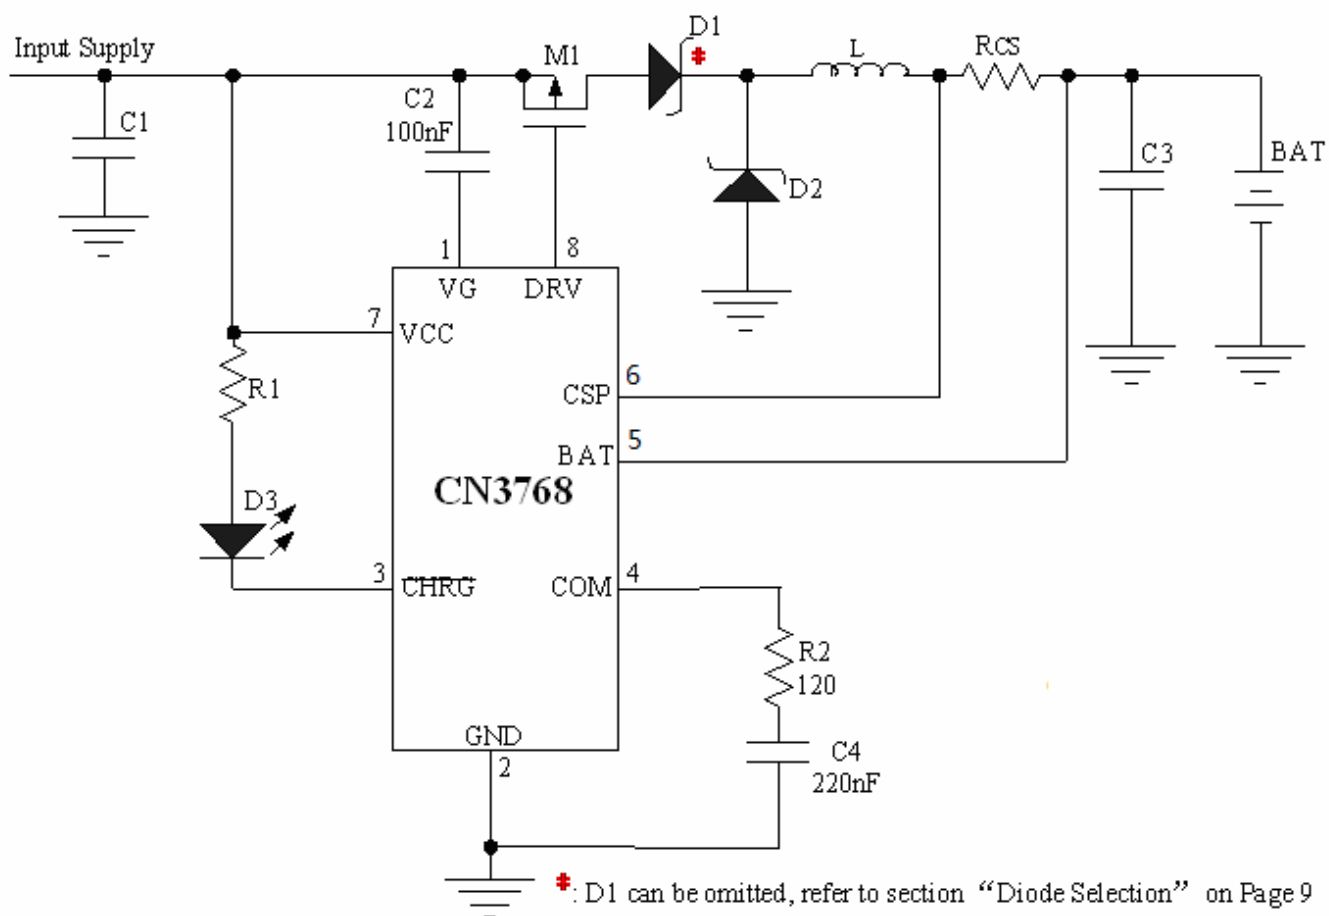 Input Supply
C1
C2
100nF
M1
D1
L
RCS
C3
BAT
D2
1
8
VG
DRV
7
VCC
R1
6
CSP
5
BAT
CN3768
D3
3
CHRG
COM
4
R2
120
GND
2
C4
220nF
‡: D1 can be omitted, refer to section “Diode Selection” on Page 9